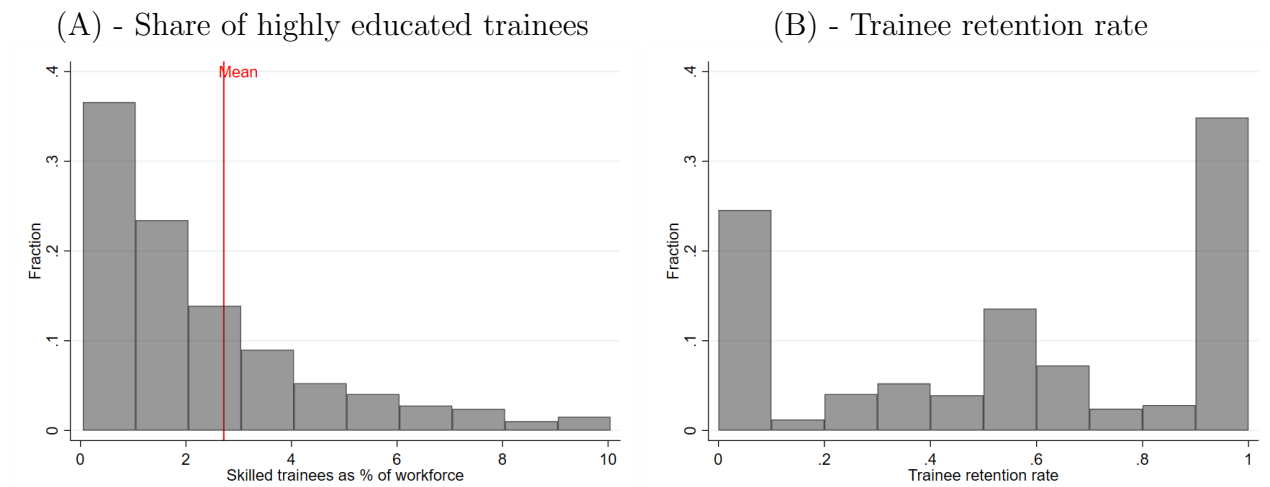 (A) - Share of highly educated trainees
Mean
.4
.3
.2
.1
0
Fraction
0 2 4 6 8 10
Skilled trainees as % of workforce
(B) - Trainee retention rate
.4
.3
.2
.1
0
Fraction
0 .2 .4 .6 .8 1
Trainee retention rate